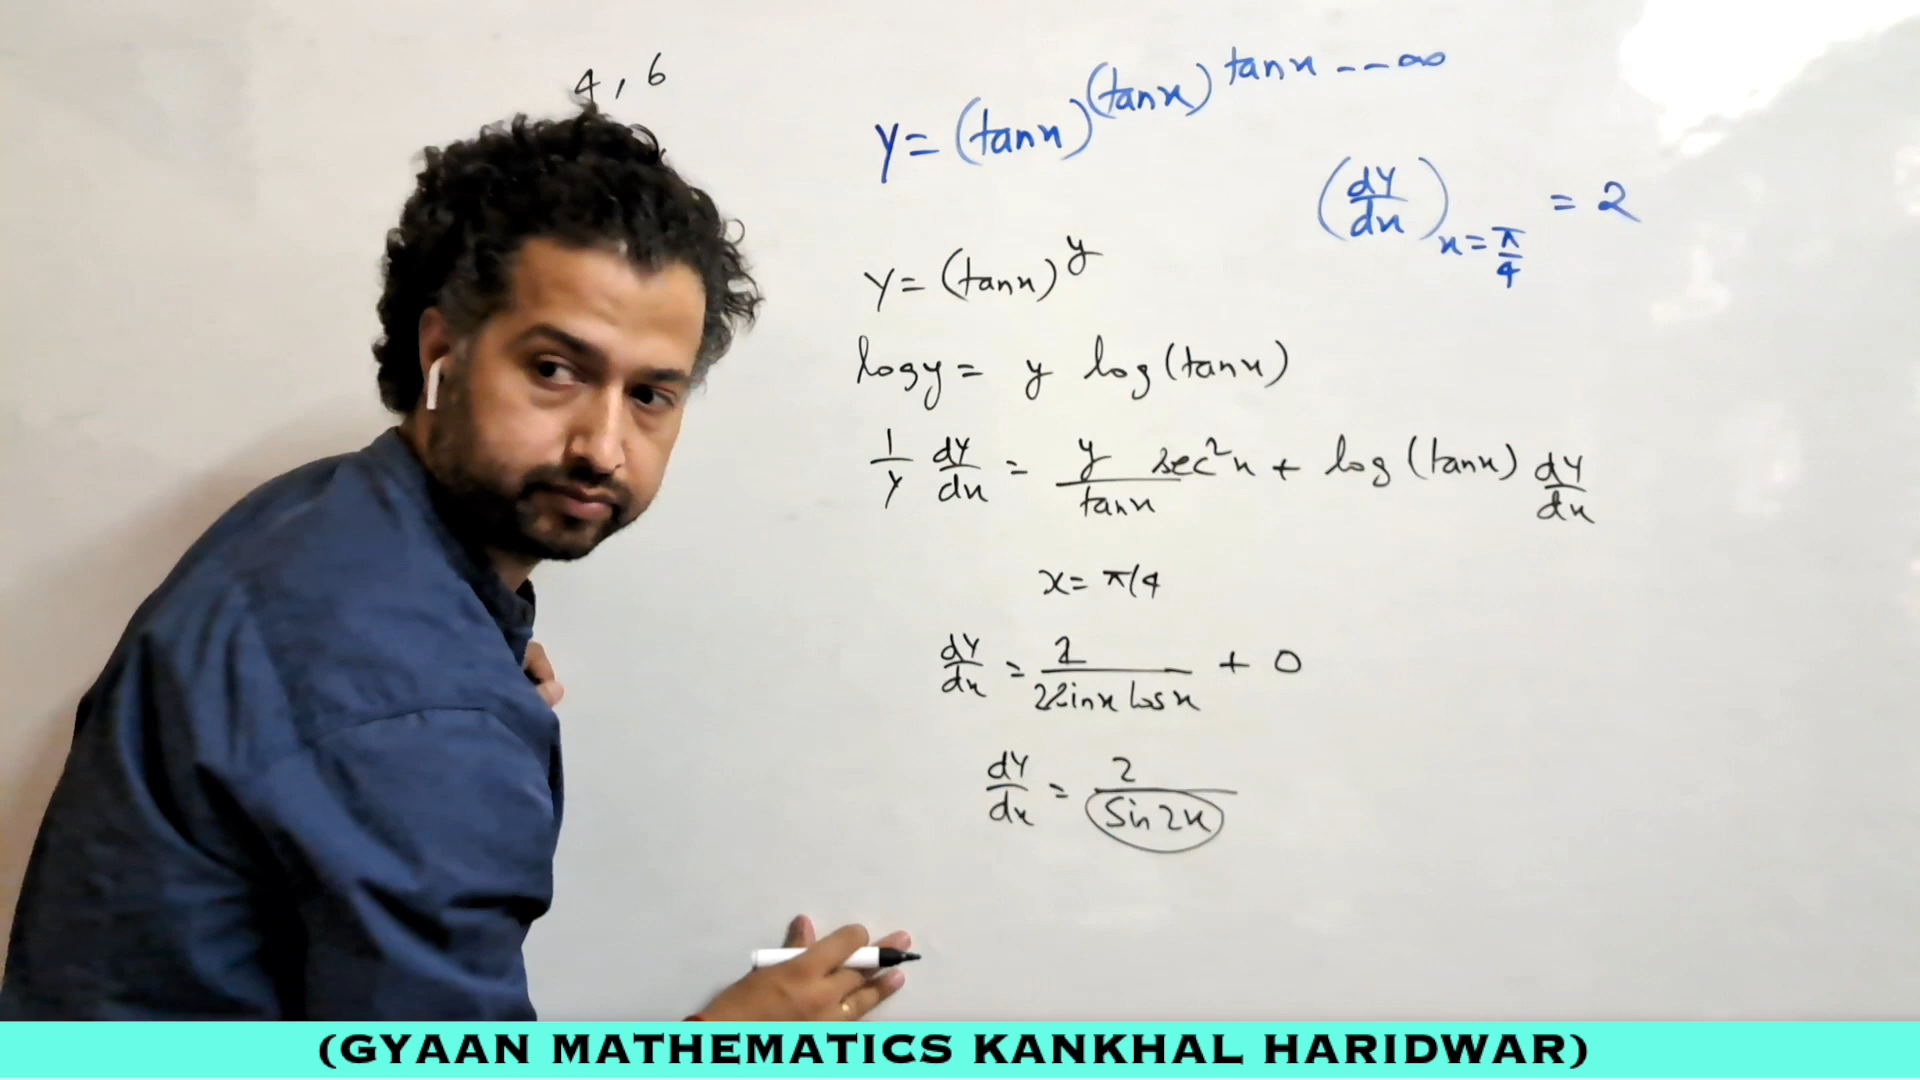 4, 6
y = (tanx)^(tanx)^tanx --∞
(dy/dx)x=π/4 = 2
y = (tanx)^y
logy = y log(tanx)
1/y dy/dx = y/tanx sec²x + log(tanx) dy/dx
x = π/4
dy/dx = 2/2sinx cosx + 0
dy/dx = 2/Sin2x
(GYAAN MATHEMATICS KANKHAL HARIDWAR)